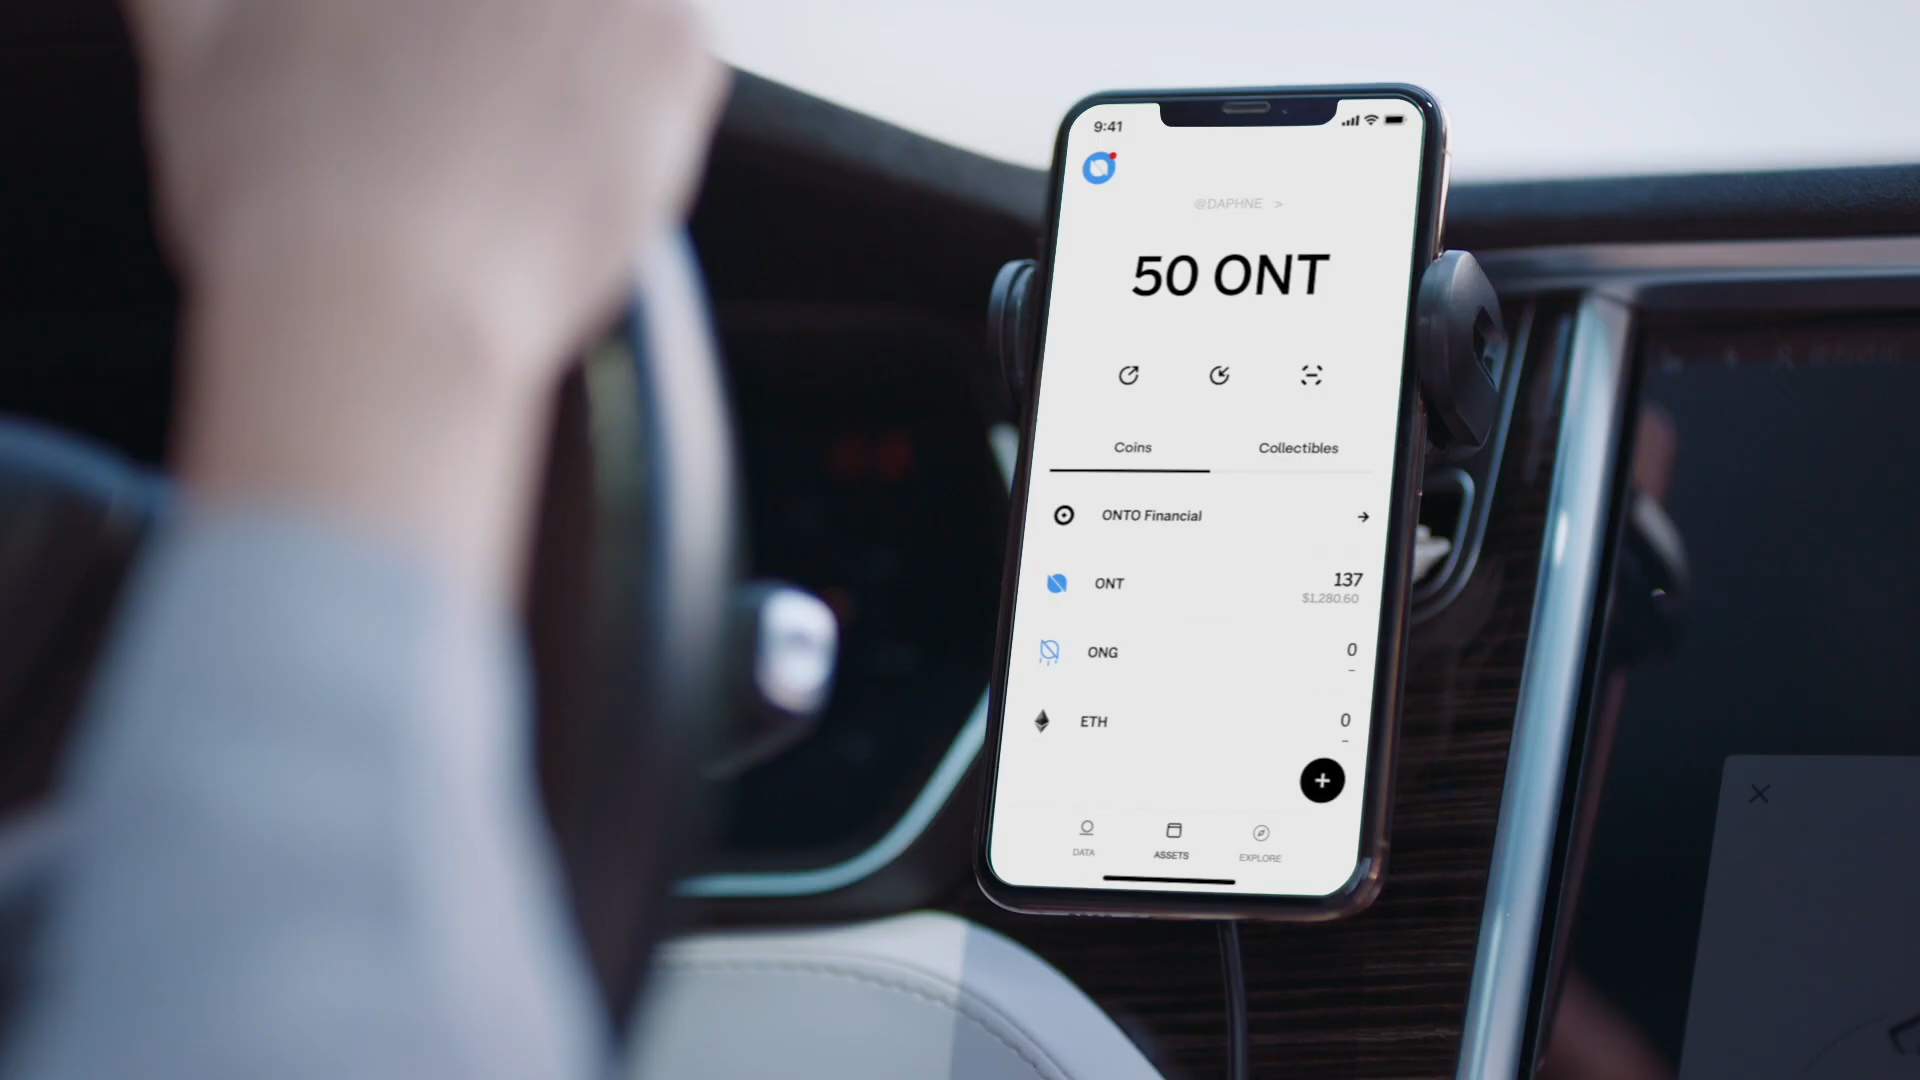 9:41
@DAPHNE >
50 ONT
Coins Collectibles
ONTO Financial
ONT 137
$1,280.60
ONG 0
–
ETH 0
–
DATA ASSETS EXPLORE